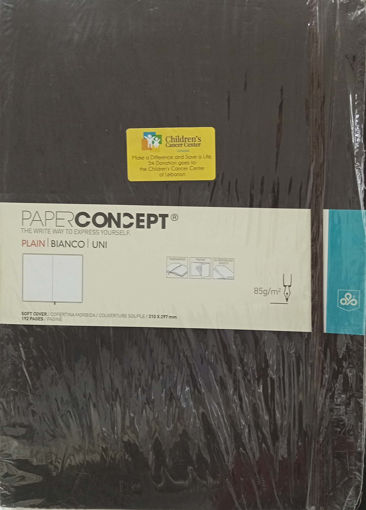 Children's
Cancer Center
LEBANON
Make a Difference and Save a Life.
5% Donation goes to
the Children's Cancer Center
of Lebanon
PAPERCONCEPT®
THE WRITE WAY TO EXPRESS YOURSELF.
PLAIN | BIANCO | UNI
85g/m²
SOFT COVER / COPERTINA MORBIDA / COUVERTURE SOUPLE / 210 X 297 mm
192 PAGES / PAGINE